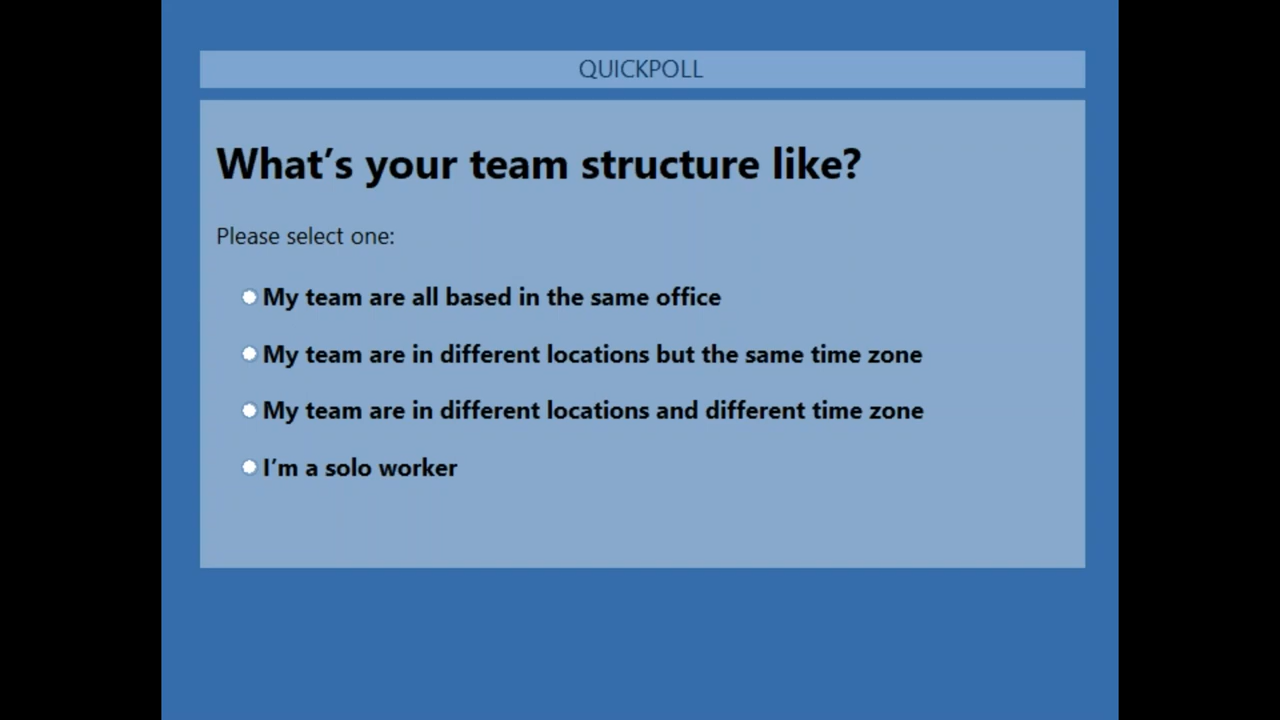 QUICKPOLL
What’s your team structure like?
Please select one:
My team are all based in the same office
My team are in different locations but the same time zone
My team are in different locations and different time zone
I’m a solo worker